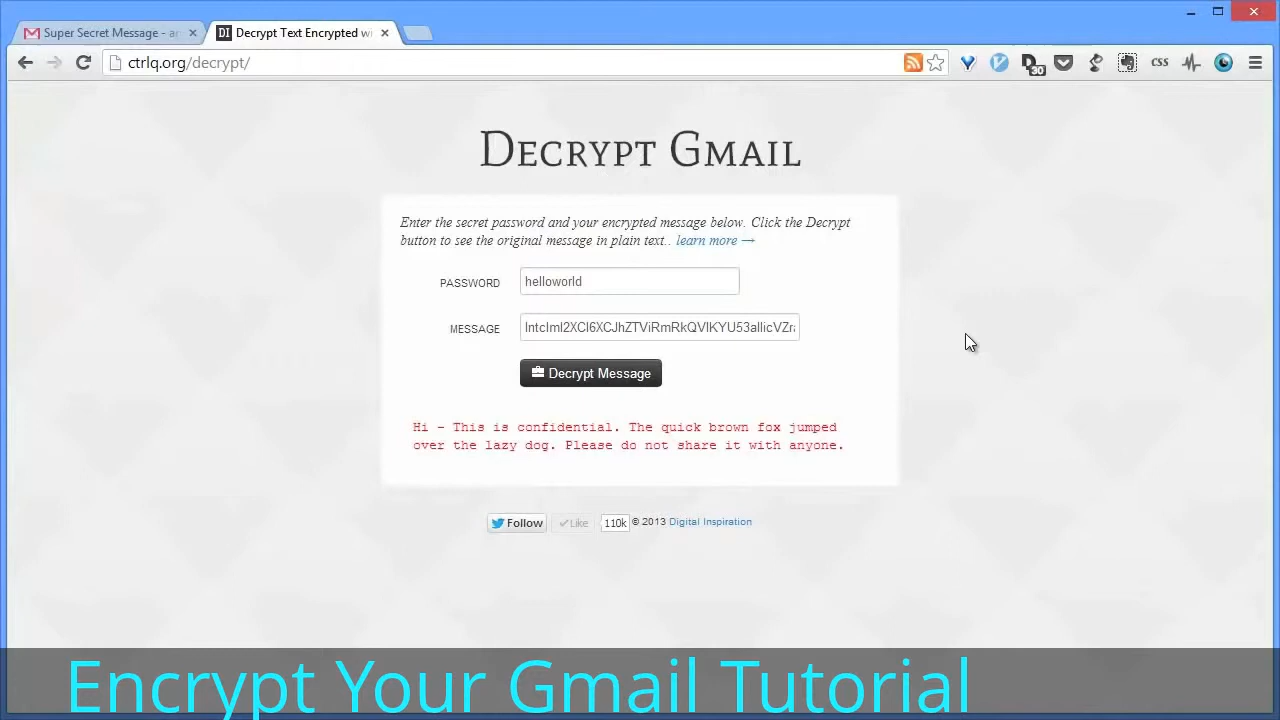 Super Secret Message - an
Decrypt Text Encrypted wi
ctrlq.org/decrypt/
30
CSS
Decrypt Gmail
Enter the secret password and your encrypted message below. Click the Decrypt
button to see the original message in plain text.. learn more →
PASSWORD
helloworld
MESSAGE
Decrypt Message
Hi - This is confidential. The quick brown fox jumped
over the lazy dog. Please do not share it with anyone.
Follow Like 110k © 2013 Digital Inspiration
Encrypt Your Gmail Tutorial